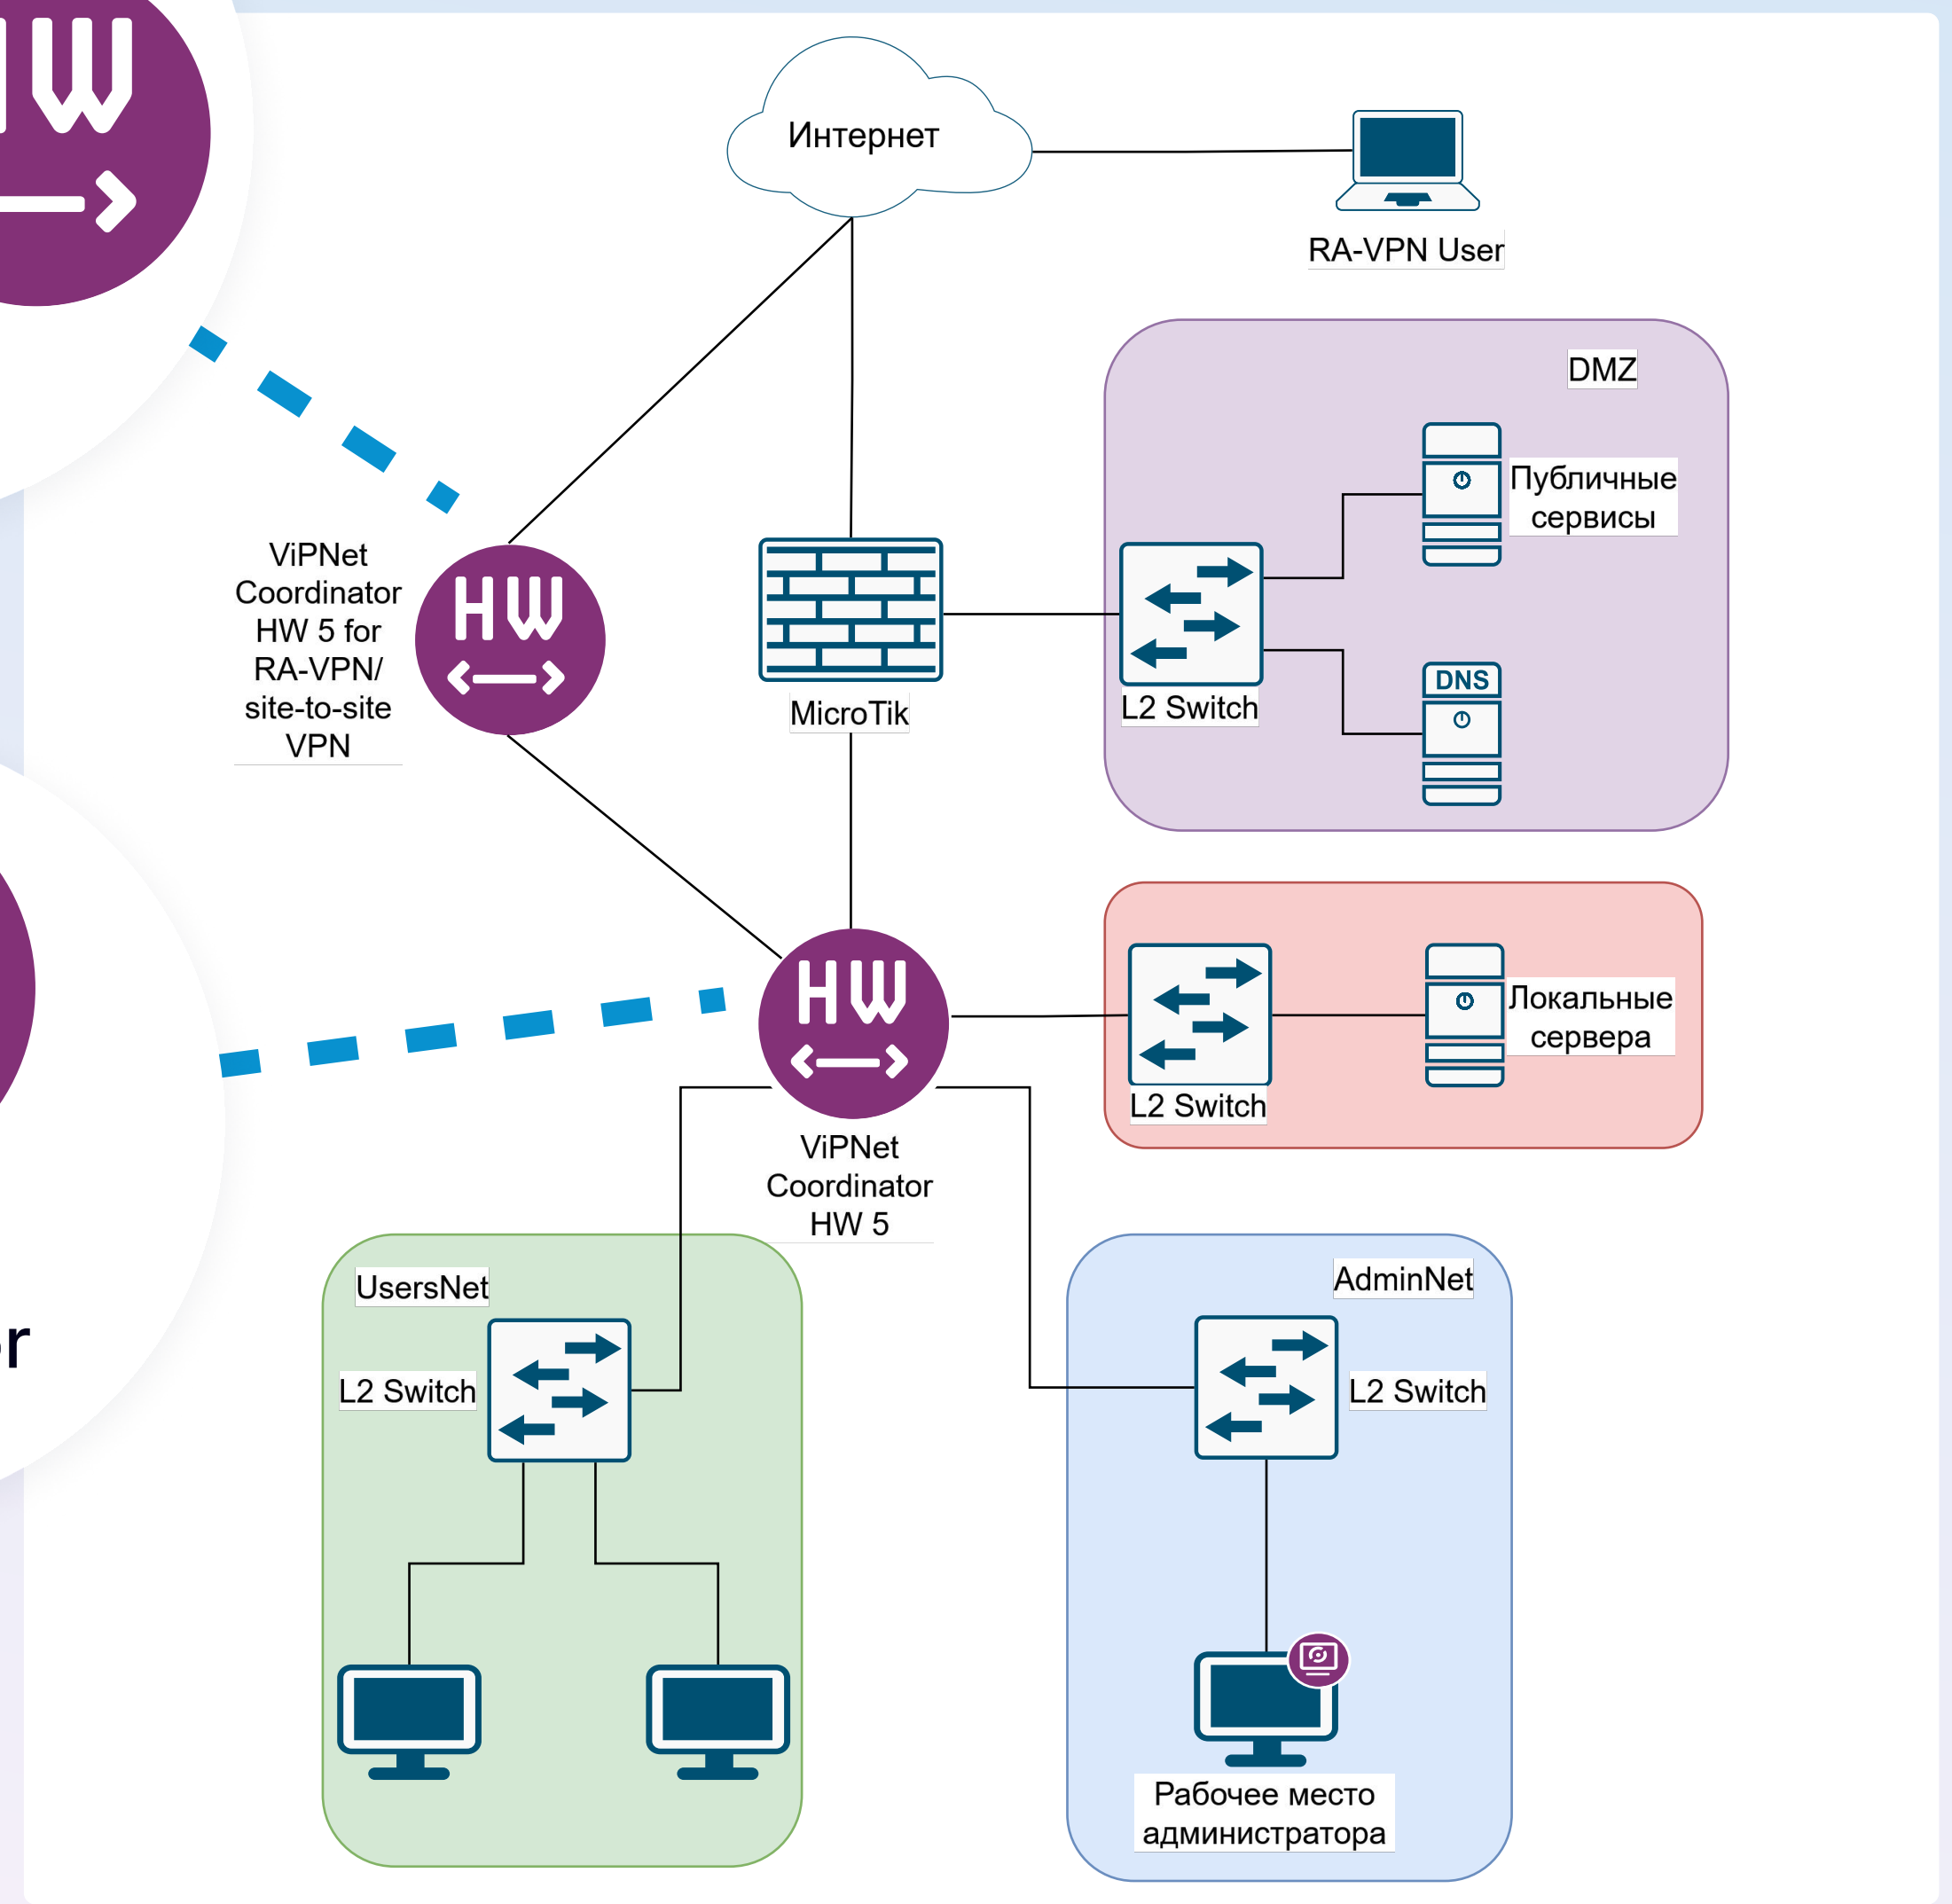 HW
Интернет
RA-VPN User
DMZ
Публичные
сервисы
ViPNet
Coordinator
HW 5 for
RA-VPN/
site-to-site
VPN
HW
MicroTik
L2 Switch
DNS
HW
ViPNet
Coordinator
HW 5
L2 Switch
Локальные
сервера
UsersNet
L2 Switch
AdminNet
L2 Switch
Рабочее место
администратора